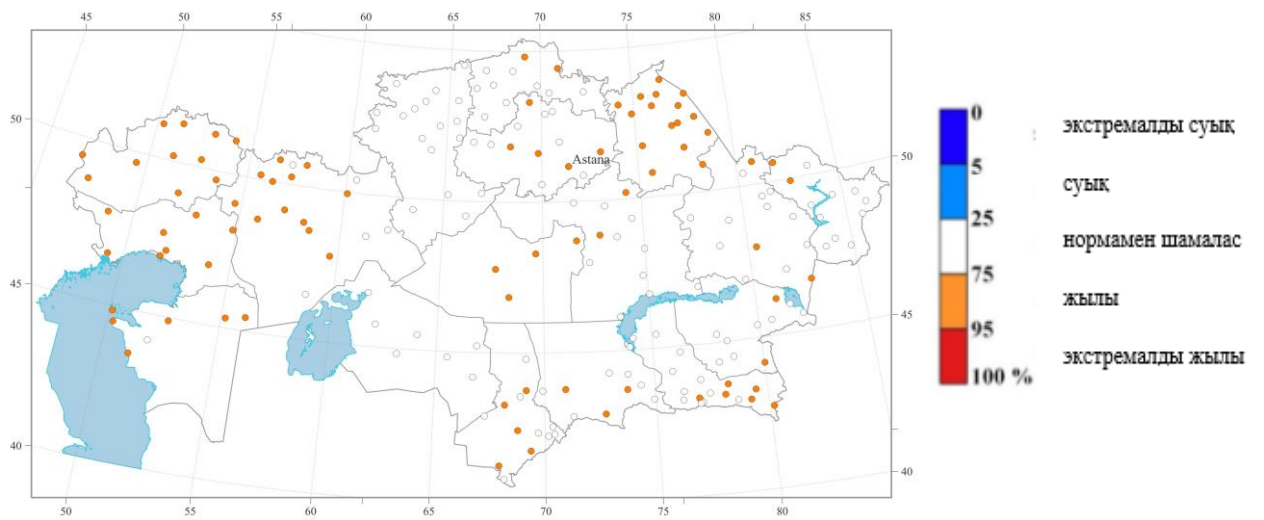 45 50 55 60 65 70 75 80 85
50 50
Astana
45 45
40 40
50 55 60 65 70 75 80
0
экстремалды суық
5
суық
25
нормамен шамалас
75
жылы
95
экстремалды жылы
100 %